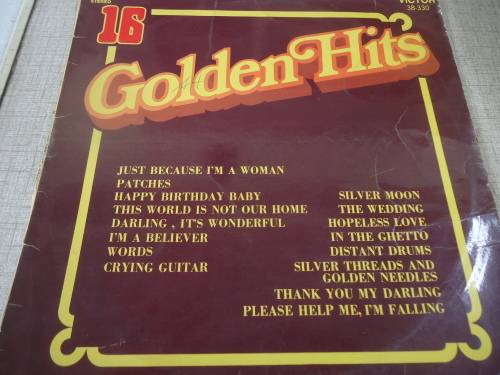 STEREO
VICTOR
38-330
16
Golden Hits
JUST BECAUSE I'M A WOMAN
PATCHES
HAPPY BIRTHDAY BABY
THIS WORLD IS NOT OUR HOME
DARLING , IT'S WONDERFUL
I'M A BELIEVER
WORDS
CRYING GUITAR
SILVER MOON
THE WEDDING
HOPELESS LOVE
IN THE GHETTO
DISTANT DRUMS
SILVER THREADS AND
GOLDEN NEEDLES
THANK YOU MY DARLING
PLEASE HELP ME, I'M FALLING